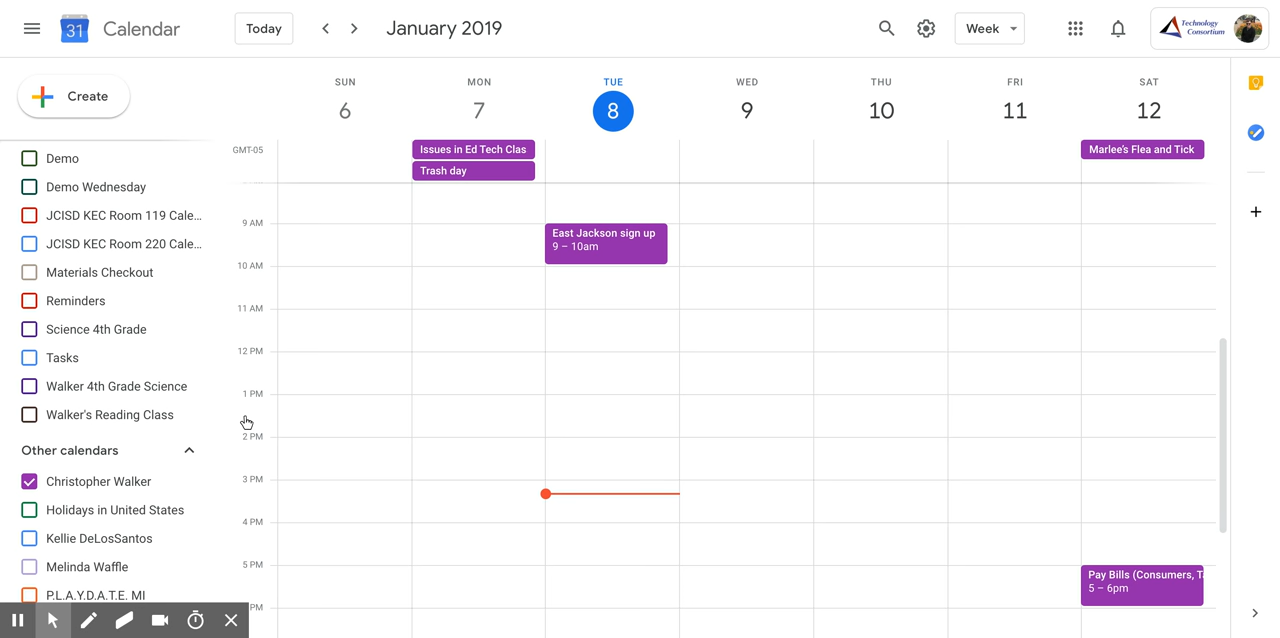 31 Calendar
Today
January 2019
Week
Technology
Consortium
Create
SUN
6
MON
7
TUE
8
WED
9
THU
10
FRI
11
SAT
12
GMT-05
Issues in Ed Tech Clas
Trash day
Marlee's Flea and Tick
Demo
Demo Wednesday
JCISD KEC Room 119 Cale...
JCISD KEC Room 220 Cale...
Materials Checkout
Reminders
Science 4th Grade
Tasks
Walker 4th Grade Science
Walker's Reading Class
Other calendars
Christopher Walker
Holidays in United States
Kellie DeLosSantos
Melinda Waffle
P.L.A.Y.D.A.T.E. MI
9 AM
10 AM
11 AM
12 PM
1 PM
2 PM
3 PM
4 PM
5 PM
PM
East Jackson sign up
9 – 10am
Pay Bills (Consumers, T
5 – 6pm